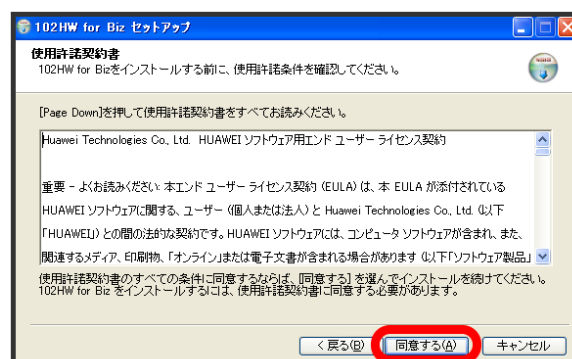 102HW for Biz セットアップ
使用許諾契約書
102HW for Bizをインストールする前に、使用許諾条件を確認してください。
[Page Down]を押して使用許諾契約書をすべてお読みください。
Huawei Technologies Co., Ltd. HUAWEI ソフトウェア用エンド ユーザー ライセンス契約
重要 – よくお読みください: 本エンド ユーザー ライセンス契約 (EULA) は、本 EULA が添付されている
HUAWEI ソフトウェアに関する、ユーザー (個人または法人) と Huawei Technologies Co., Ltd. (以下
「HUAWEI」) との間の法的な契約です。HUAWEI ソフトウェアには、コンピュータ ソフトウェアが含まれ、また、
関連するメディア、印刷物、「オンライン」または電子文書が含まれる場合があります (以下「ソフトウェア製品」
使用許諾契約書のすべての条件に同意するならば、[同意する] を選んでインストールを続けてください。
102HW for Biz をインストールするには、使用許諾契約書に同意する必要があります。
< 戻る(B)
同意する(A)
キャンセル